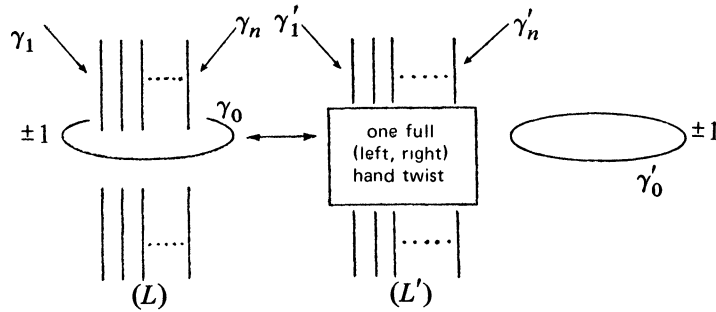 γ₁
γₙ
±1
γ₀
(L)
γ′₁
γ′ₙ
one full
(left, right)
hand twist
±1
γ′₀
(L′)